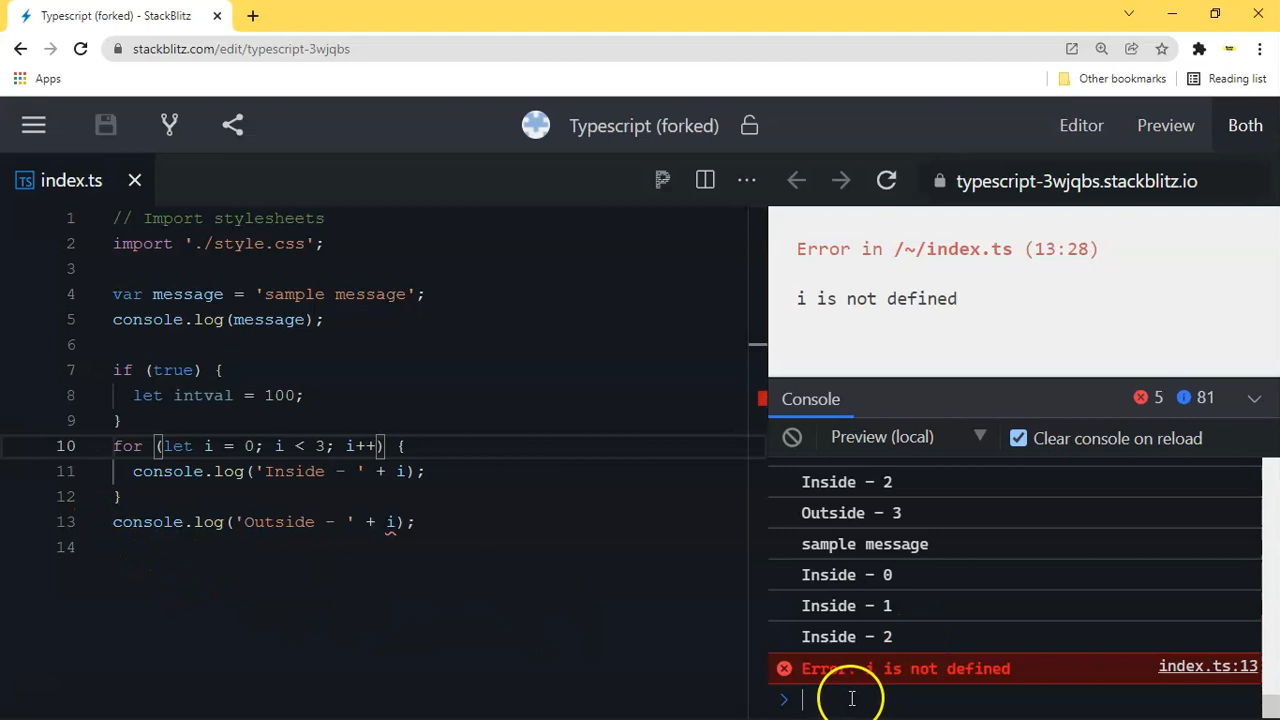 Typescript (forked) - StackBlitz
stackblitz.com/edit/typescript-3wjqbs
Apps
Other bookmarks
Reading list
Typescript (forked)
Editor
Preview
Both
TS index.ts
typescript-3wjqbs.stackblitz.io
1 // Import stylesheets
2 import './style.css';
3
4 var message = 'sample message';
5 console.log(message);
6
7 if (true) {
8 let intval = 100;
9 }
10 for (let i = 0; i < 3; i++) {
11 console.log('Inside - ' + i);
12 }
13 console.log('Outside - ' + i);
14
Error in /~/index.ts (13:28)
i is not defined
Console
5
81
Preview (local)
Clear console on reload
Inside - 2
Outside - 3
sample message
Inside - 0
Inside - 1
Inside - 2
Error: i is not defined
index.ts:13
>